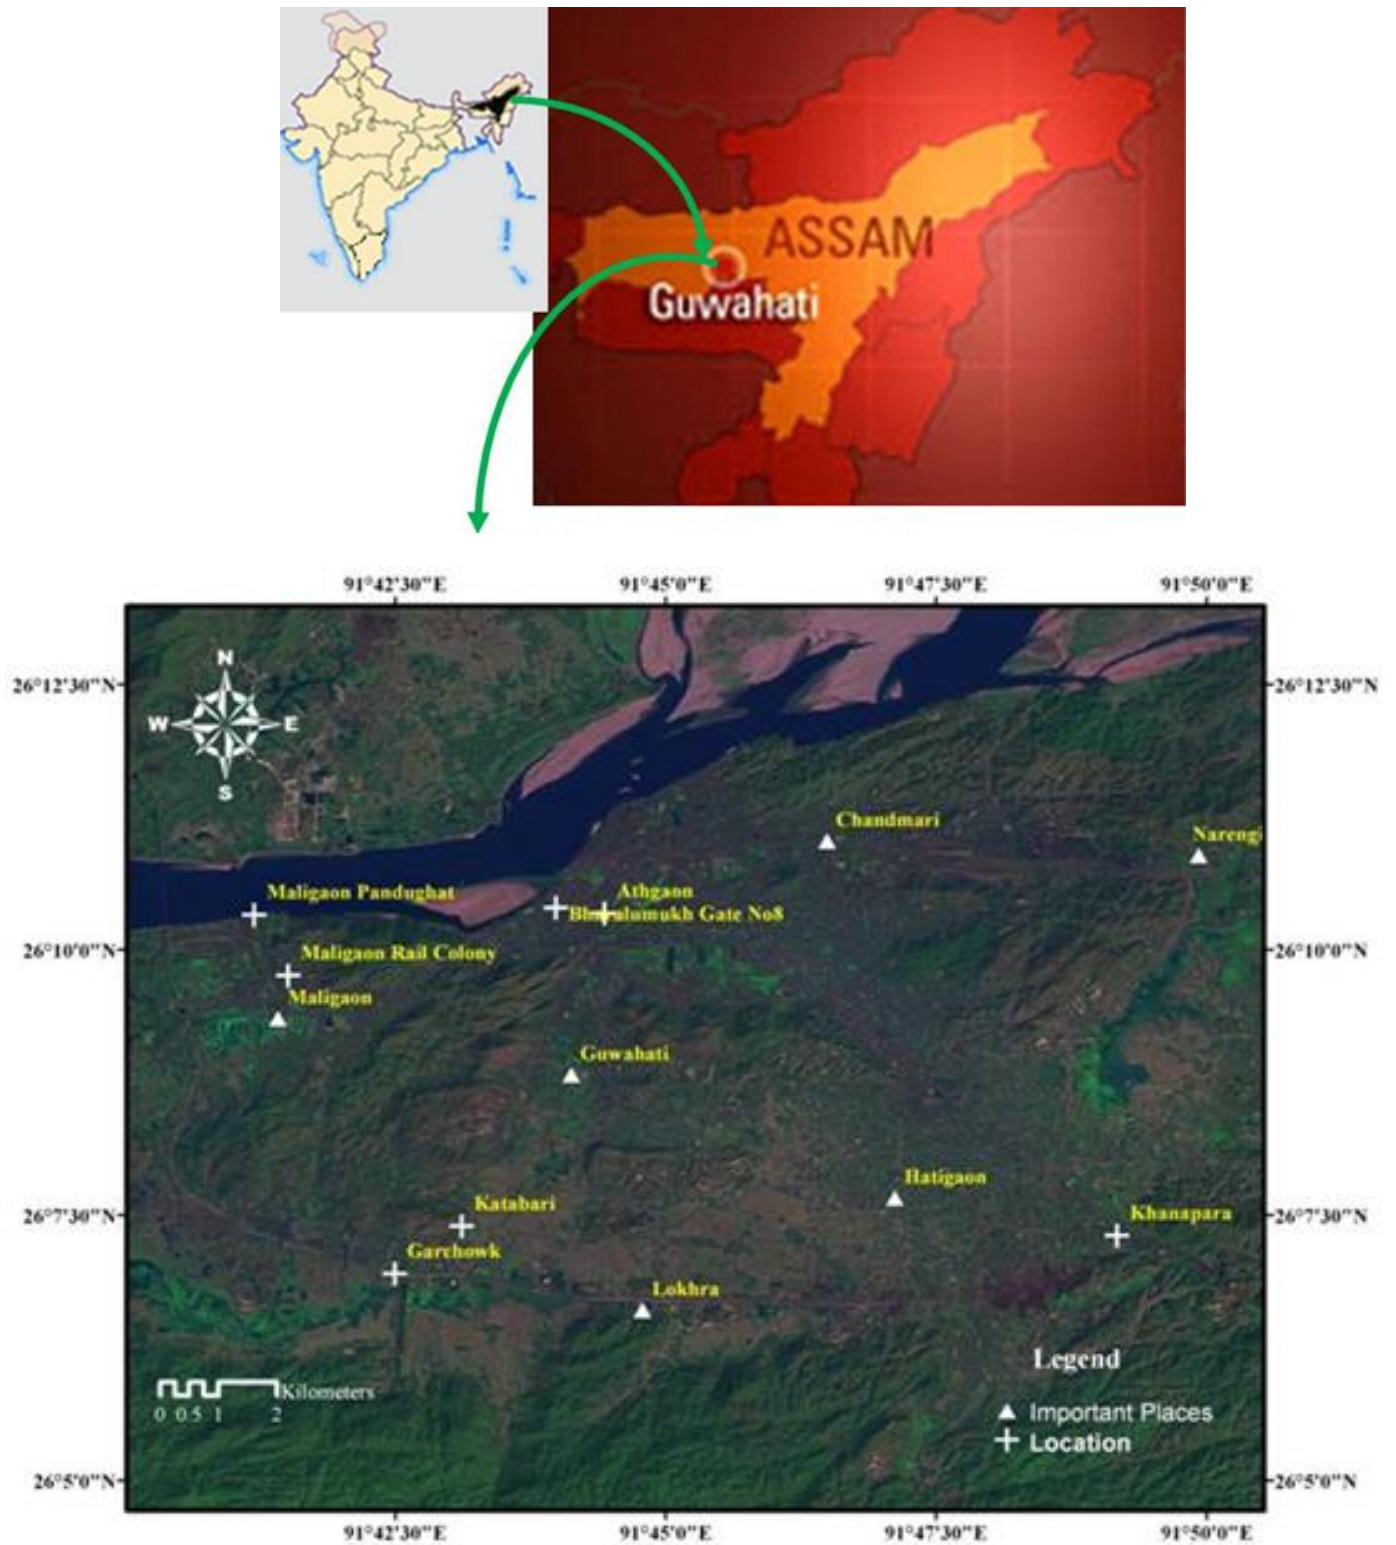 ASSAM
Guwahati
91°42'30"E 91°45'0"E 91°47'30"E 91°50'0"E
N
26°12'30"N 26°12'30"N
W E
S
Chandmari
Narengi
Maligaon Pandughat Athgaon
Bharalumukh Gate No8
26°10'0"N 26°10'0"N
Maligaon Rail Colony
Maligaon
Guwahati
Hatigaon
Katabari
Khanapara
26°7'30"N 26°7'30"N
Garchowk
Lokhra
Legend
Kilometers
0 0.5 1 2
Important Places
Location
26°5'0"N 26°5'0"N
91°42'30"E 91°45'0"E 91°47'30"E 91°50'0"E